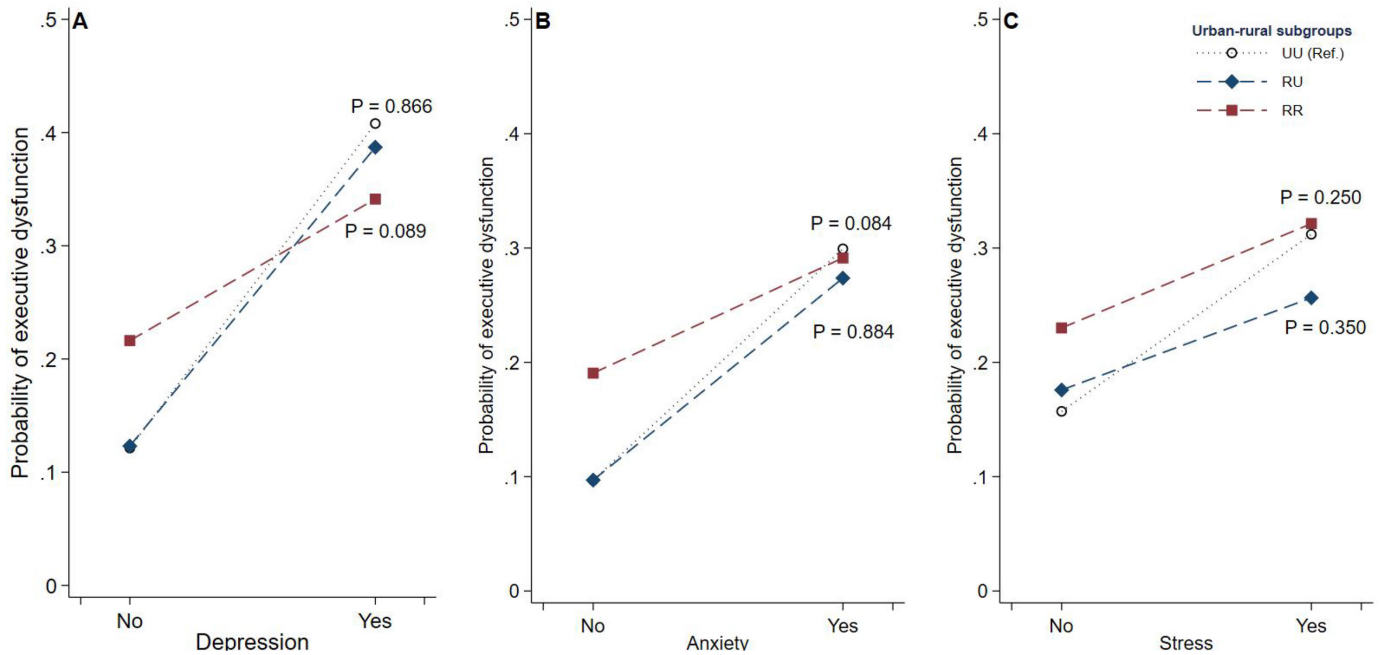 A
Probability of executive dysfunction
.5
.4
.3
.2
.1
0
P = 0.866
P = 0.089
No
Yes
Depression
B
Probability of executive dysfunction
.5
.4
.3
.2
.1
0
P = 0.084
P = 0.884
No
Yes
Anxiety
C
Probability of executive dysfunction
.5
.4
.3
.2
.1
0
Urban-rural subgroups
UU (Ref.)
RU
RR
P = 0.250
P = 0.350
No
Yes
Stress